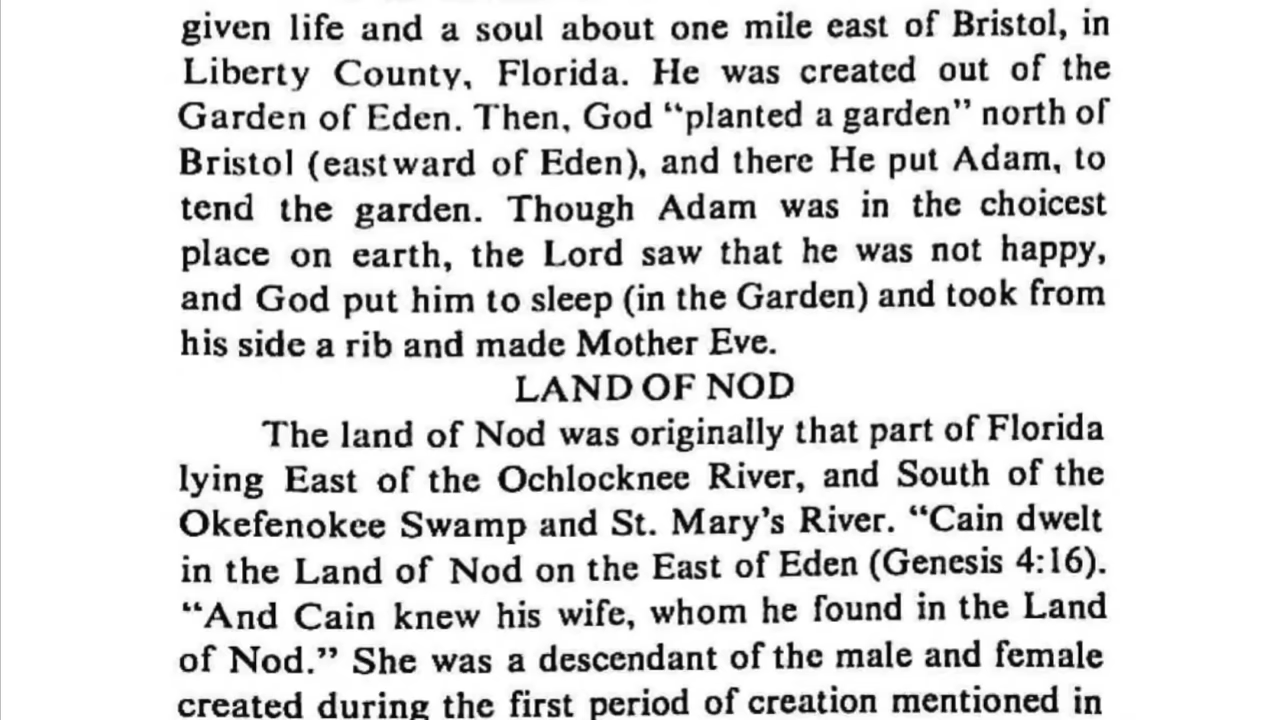 given life and a soul about one mile east of Bristol, in
Liberty County, Florida. He was created out of the
Garden of Eden. Then, God “planted a garden” north of
Bristol (eastward of Eden), and there He put Adam, to
tend the garden. Though Adam was in the choicest
place on earth, the Lord saw that he was not happy,
and God put him to sleep (in the Garden) and took from
his side a rib and made Mother Eve.
LAND OF NOD
The land of Nod was originally that part of Florida
lying East of the Ochlocknee River, and South of the
Okefenokee Swamp and St. Mary’s River. “Cain dwelt
in the Land of Nod on the East of Eden (Genesis 4:16).
“And Cain knew his wife, whom he found in the Land
of Nod.” She was a descendant of the male and female
created during the first period of creation mentioned in